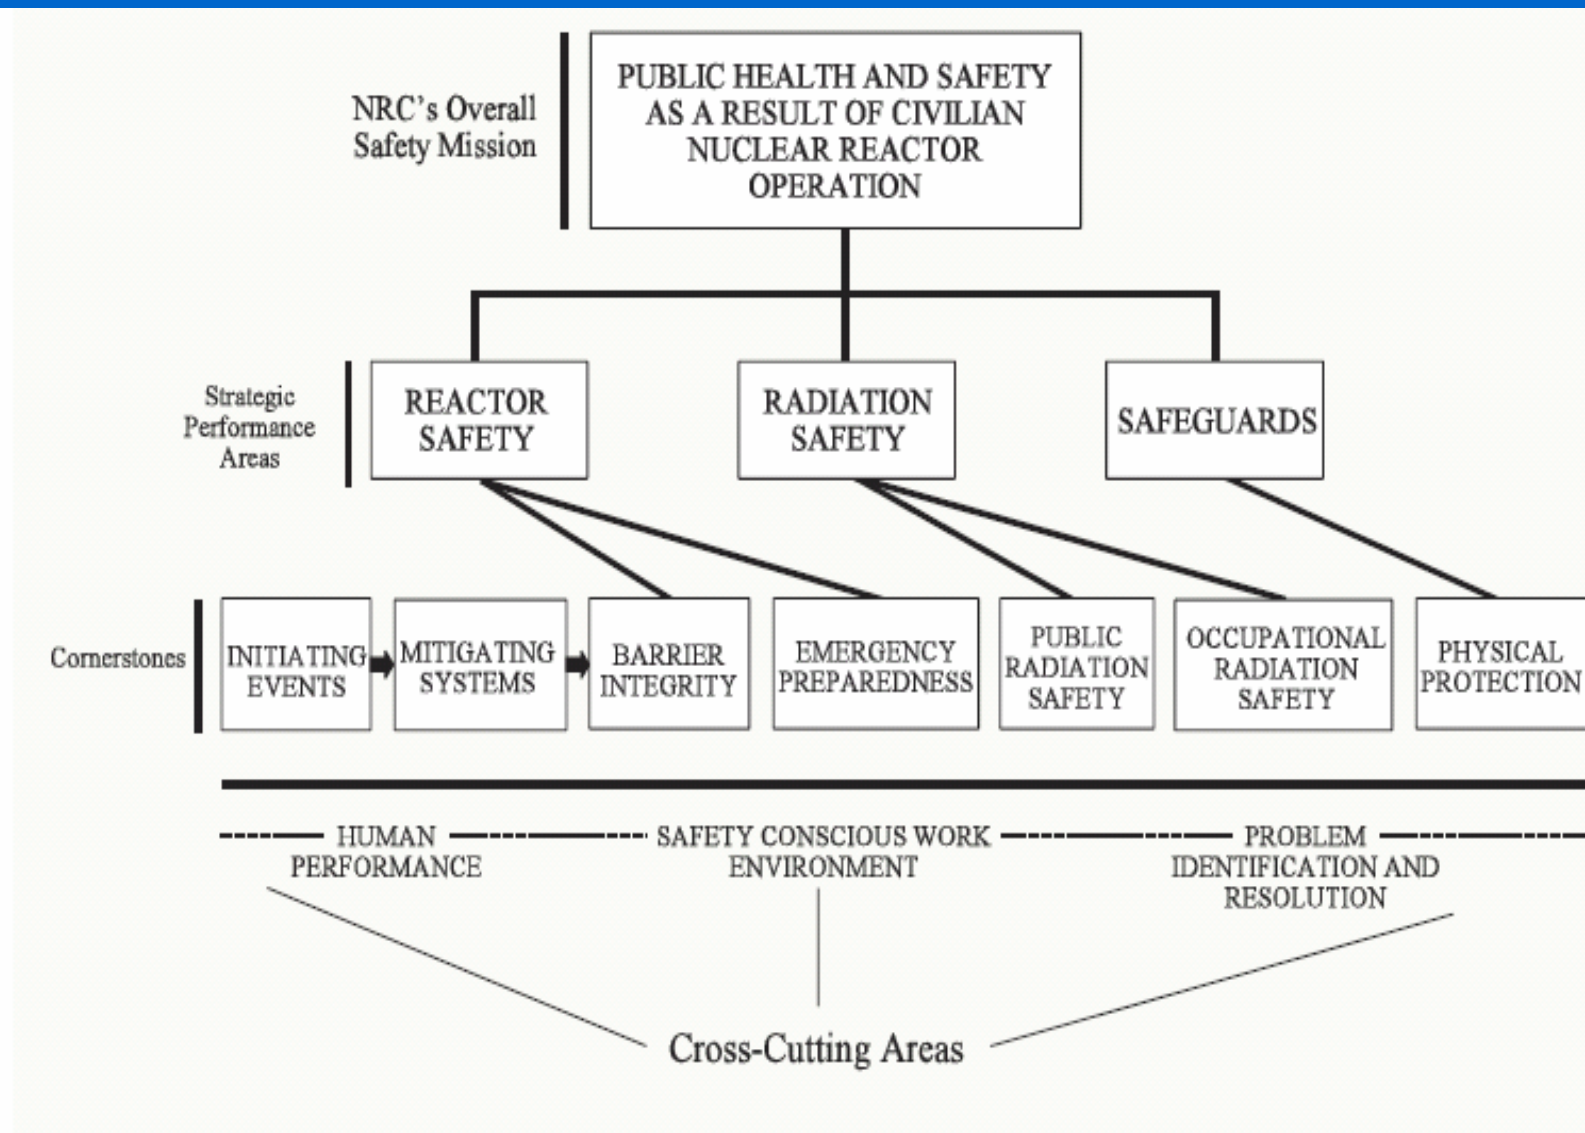 NRC's Overall
Safety Mission
PUBLIC HEALTH AND SAFETY
AS A RESULT OF CIVILIAN
NUCLEAR REACTOR
OPERATION
Strategic
Performance
Areas
REACTOR
SAFETY
RADIATION
SAFETY
SAFEGUARDS
Cornerstones
INITIATING
EVENTS
MITIGATING
SYSTEMS
BARRIER
INTEGRITY
EMERGENCY
PREPAREDNESS
PUBLIC
RADIATION
SAFETY
OCCUPATIONAL
RADIATION
SAFETY
PHYSICAL
PROTECTION
HUMAN
PERFORMANCE
SAFETY CONSCIOUS WORK
ENVIRONMENT
PROBLEM
IDENTIFICATION AND
RESOLUTION
Cross-Cutting Areas